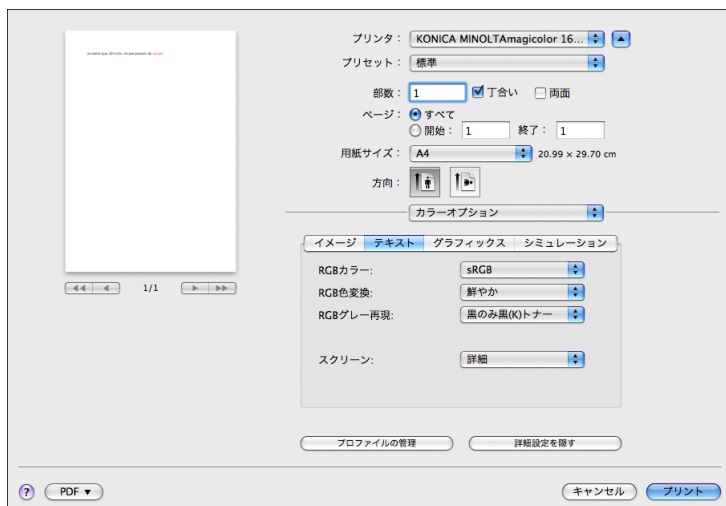 プリンタ： KONICA MINOLTAmagicolor 16...
プリセット： 標準
部数： 1 丁合い 両面
ページ： すべて
開始： 1 終了： 1
用紙サイズ： A4 20.99 × 29.70 cm
方向：
カラーオプション
イメージ テキスト グラフィックス シミュレーション
RGBカラー: sRGB
RGB色変換: 鮮やか
RGBグレー再現: 黒のみ黒(K)トナー
スクリーン: 詳細
1/1
プロファイルの管理 詳細設定を隠す
? PDF ▼ キャンセル プリント